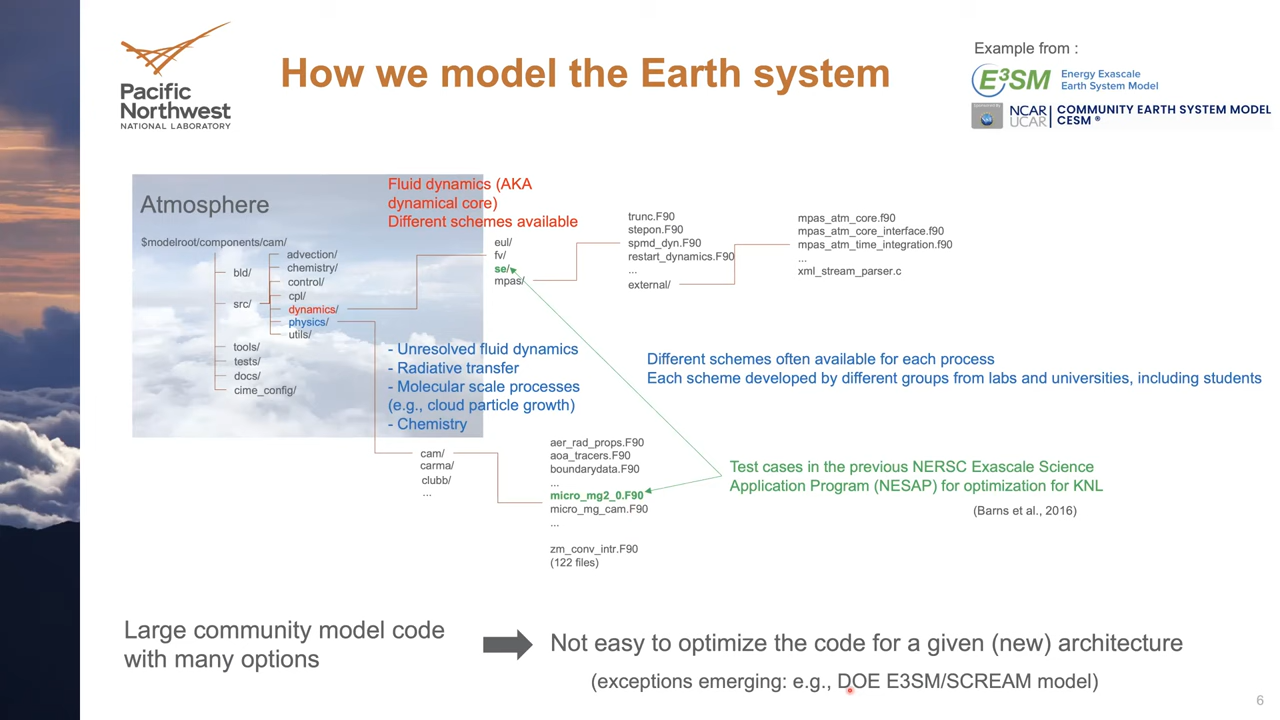 Pacific
Northwest
NATIONAL LABORATORY
How we model the Earth system
Example from :
E³SM Energy Exascale
Earth System Model
NCAR
UCAR
COMMUNITY EARTH SYSTEM MODEL
CESM ®
Atmosphere
$modelroot/components/cam/
bld/
src/
tools/
tests/
docs/
cime_config/
advection/
chemistry/
control/
cpl/
dynamics/
physics/
utils/
Fluid dynamics (AKA
dynamical core)
Different schemes available
eul/
fv/
se/
mpas/
trunc.F90
stepon.F90
spmd_dyn.F90
restart_dynamics.F90
...
external/
mpas_atm_core.f90
mpas_atm_core_interface.f90
mpas_atm_time_integration.f90
...
xml_stream_parser.c
- Unresolved fluid dynamics
- Radiative transfer
- Molecular scale processes
(e.g., cloud particle growth)
- Chemistry
Different schemes often available for each process
Each scheme developed by different groups from labs and universities, including students
cam/
carma/
clubb/
...
aer_rad_props.F90
aoa_tracers.F90
boundarydata.F90
...
micro_mg2_0.F90
micro_mg_cam.F90
...
zm_conv_intr.F90
(122 files)
Test cases in the previous NERSC Exascale Science
Application Program (NESAP) for optimization for KNL
(Barns et al., 2016)
Large community model code
with many options
Not easy to optimize the code for a given (new) architecture
(exceptions emerging: e.g., DOE E3SM/SCREAM model)
6